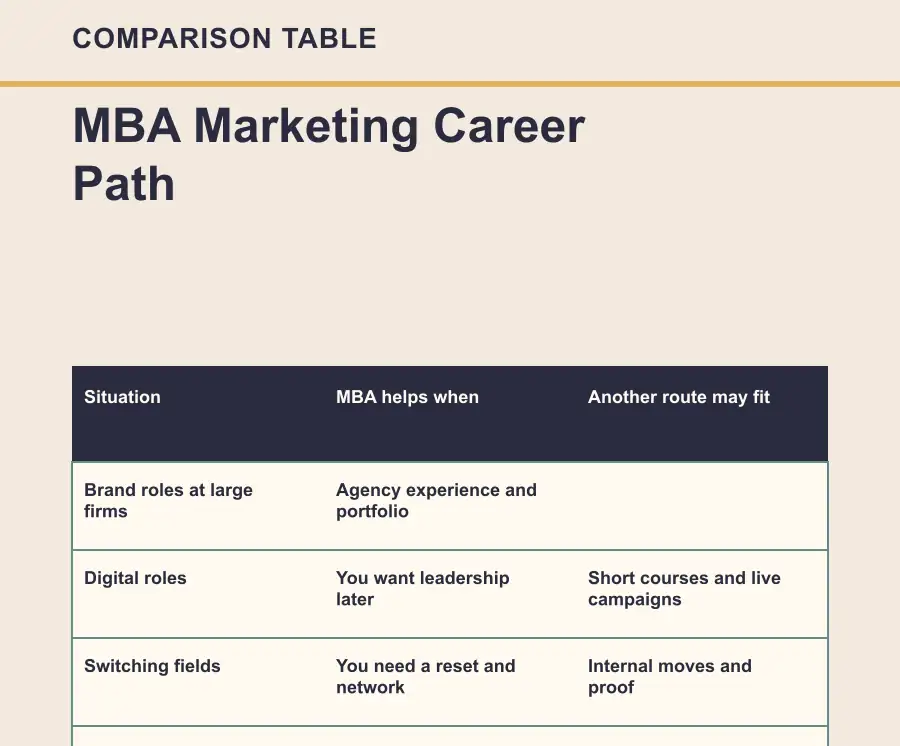 COMPARISON TABLE
MBA Marketing Career
Path
Situation
MBA helps when
Another route may fit
Brand roles at large
firms
Agency experience and
portfolio
Digital roles
You want leadership
later
Short courses and live
campaigns
Switching fields
You need a reset and
network
Internal moves and
proof